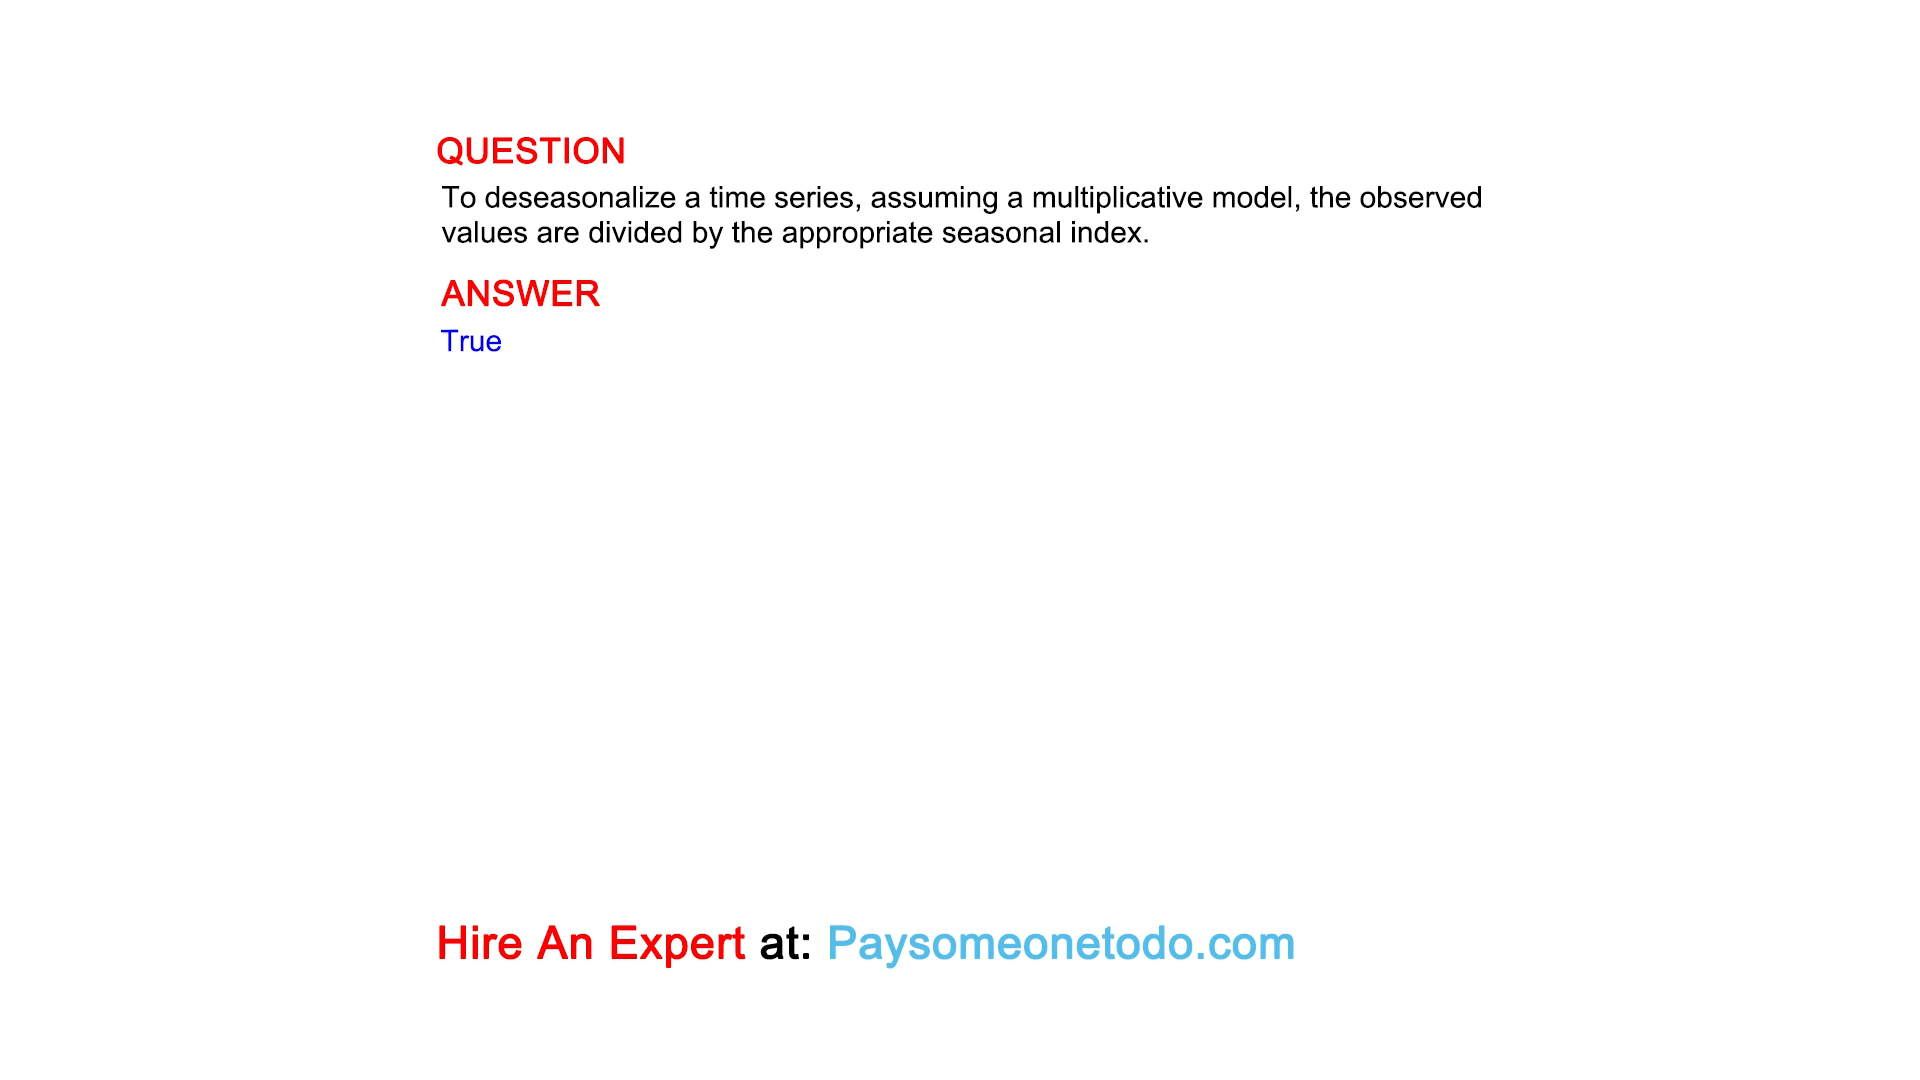 QUESTION
To deseasonalize a time series, assuming a multiplicative model, the observed
values are divided by the appropriate seasonal index.
ANSWER
True
Hire An Expert at: Paysomeonetodo.com